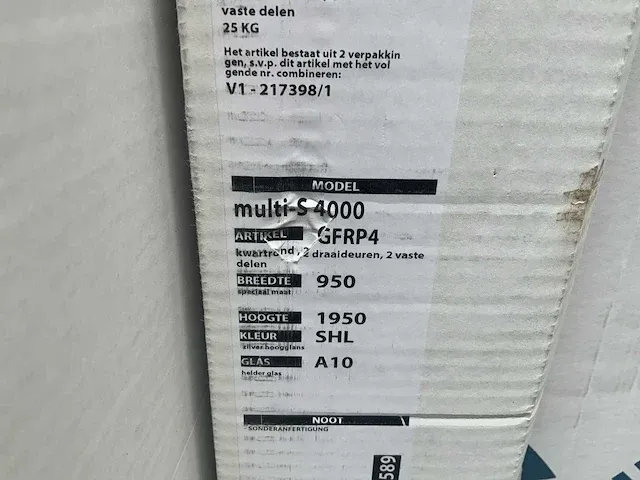 vaste delen
25 KG
Het artikel bestaat uit 2 verpakkin
gen, s.v.p. dit artikel met het vol
gende nr. combineren:
V1 - 217398/1
MODEL
multi-S 4000
ARTIKEL GFRP4
kwartrond, 2 draaideuren, 2 vaste
delen
BREEDTE 950
speciaal maat
HOOGTE 1950
KLEUR SHL
zilver hoogglans
GLAS A10
helder glas
NOOT
SONDERANFERTIGUNG
589